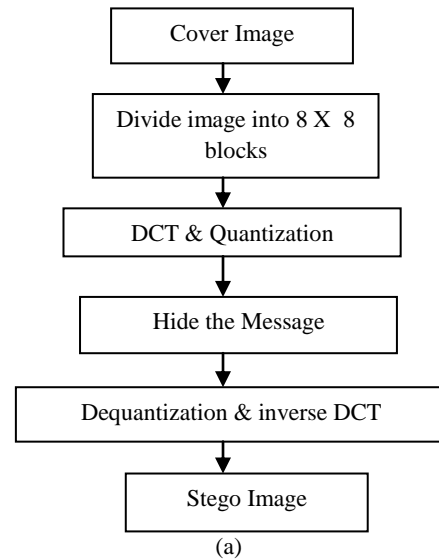 Cover Image
Divide image into 8 X 8
blocks
DCT & Quantization
Hide the Message
Dequantization & inverse DCT
Stego Image
(a)